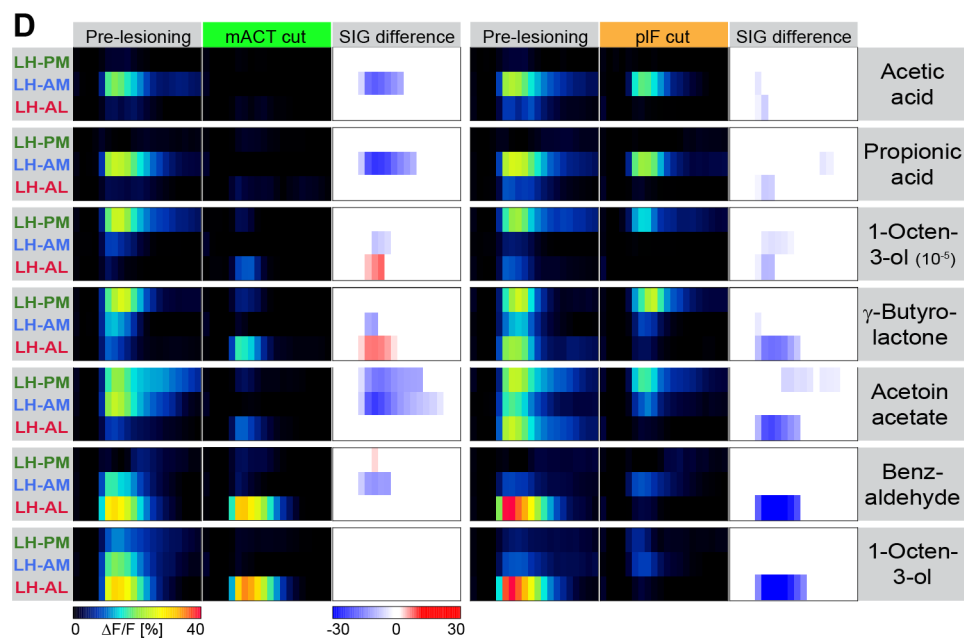 D
Pre-lesioning mACT cut SIG difference Pre-lesioning pIF cut SIG difference
LH-PM
LH-AM
LH-AL
Acetic
acid
LH-PM
LH-AM
LH-AL
Propionic
acid
LH-PM
LH-AM
LH-AL
1-Octen-
3-ol (10⁻⁵)
LH-PM
LH-AM
LH-AL
γ-Butyro-
lactone
LH-PM
LH-AM
LH-AL
Acetoin
acetate
LH-PM
LH-AM
LH-AL
Benz-
aldehyde
LH-PM
LH-AM
LH-AL
1-Octen-
3-ol
0 ΔF/F [%] 40 -30 0 30